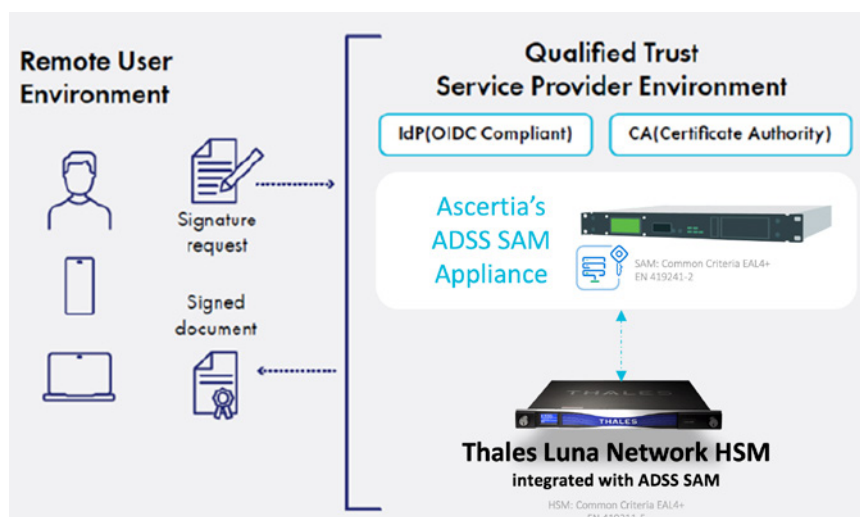 Remote User
Environment
Signature
request
Signed
document
Qualified Trust
Service Provider Environment
IdP(OIDC Compliant)
CA(Certificate Authority)
Ascertia's
ADSS SAM
Appliance
SAM: Common Criteria EAL4+
EN 419241-2
THALES
THALES
Thales Luna Network HSM
integrated with ADSS SAM
HSM: Common Criteria EAL4+
EN